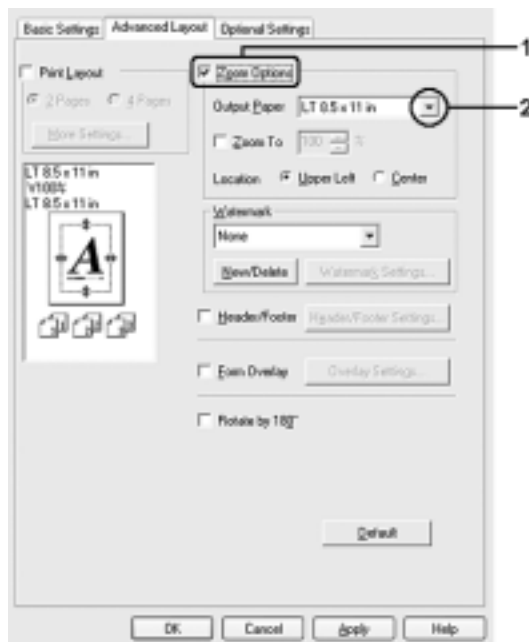 Basic Settings Advanced Layout Optional Settings
1
Print Layout
Zoom Options
2 Pages 4 Pages
More Settings...
Output Paper LT 8.5 x 11 in
2
Zoom To 100 %
Location Upper Left Center
LT 8.5 x 11 in
100%
LT 8.5 x 11 in
A
Watermark
None
New/Delete Watermark Settings...
Header/Footer Header/Footer Settings...
Form Overlay Overlay Settings...
Rotate by 180°
Default
OK Cancel Apply Help